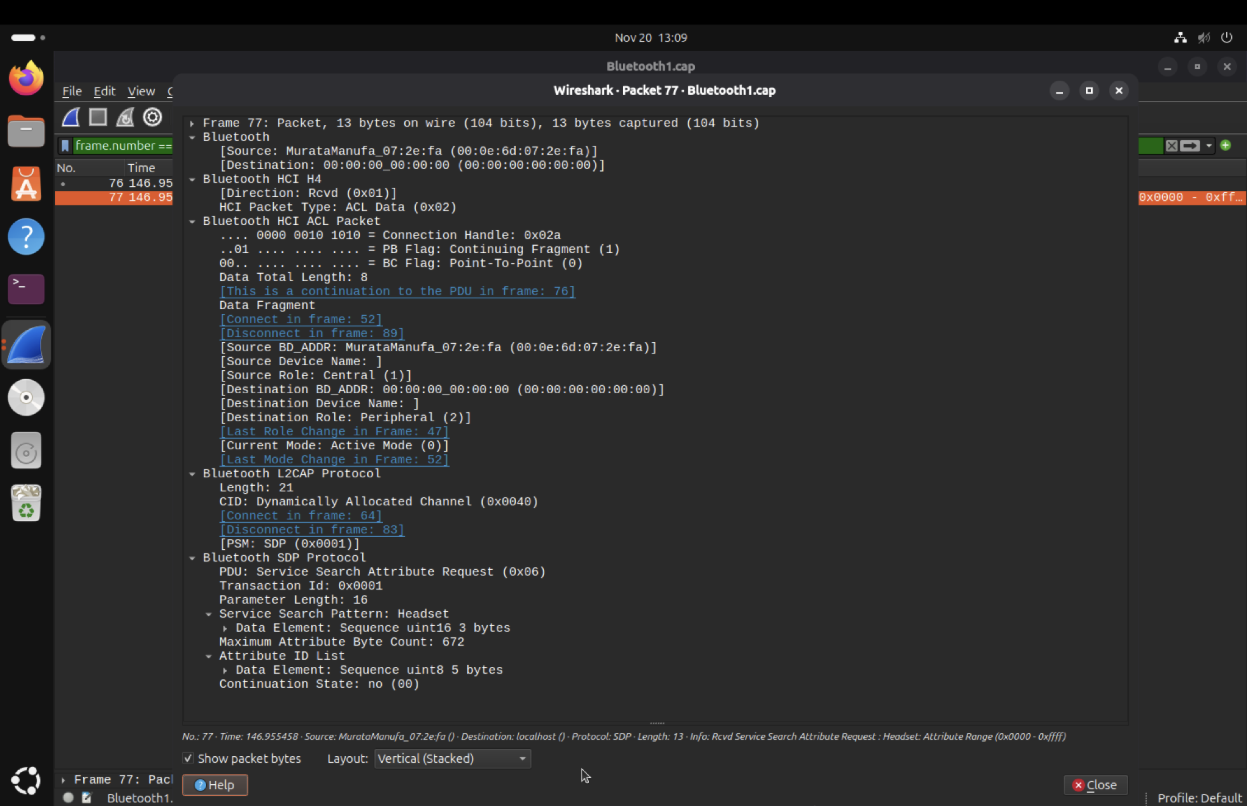 Nov 20 13:09
Bluetooth1.cap
Wireshark · Packet 77 · Bluetooth1.cap
File Edit View
frame.number ==
No. Time
76 146.95
77 146.95
0x0000 - 0xff…
Frame 77: Packet, 13 bytes on wire (104 bits), 13 bytes captured (104 bits)
Bluetooth
[Source: MurataManufa_07:2e:fa (00:0e:6d:07:2e:fa)]
[Destination: 00:00:00_00:00:00 (00:00:00:00:00:00)]
Bluetooth HCI H4
[Direction: Rcvd (0x01)]
HCI Packet Type: ACL Data (0x02)
Bluetooth HCI ACL Packet
.... 0000 0010 1010 = Connection Handle: 0x02a
..01 .... .... .... = PB Flag: Continuing Fragment (1)
00.. .... .... .... = BC Flag: Point-To-Point (0)
Data Total Length: 8
[This is a continuation to the PDU in frame: 76]
Data Fragment
[Connect in frame: 52]
[Disconnect in frame: 89]
[Source BD_ADDR: MurataManufa_07:2e:fa (00:0e:6d:07:2e:fa)]
[Source Device Name: ]
[Source Role: Central (1)]
[Destination BD_ADDR: 00:00:00_00:00:00 (00:00:00:00:00:00)]
[Destination Device Name: ]
[Destination Role: Peripheral (2)]
[Last Role Change in Frame: 47]
[Current Mode: Active Mode (0)]
[Last Mode Change in Frame: 52]
Bluetooth L2CAP Protocol
Length: 21
CID: Dynamically Allocated Channel (0x0040)
[Connect in frame: 64]
[Disconnect in frame: 83]
[PSM: SDP (0x0001)]
Bluetooth SDP Protocol
PDU: Service Search Attribute Request (0x06)
Transaction Id: 0x0001
Parameter Length: 16
Service Search Pattern: Headset
Data Element: Sequence uint16 3 bytes
Maximum Attribute Byte Count: 672
Attribute ID List
Data Element: Sequence uint8 5 bytes
Continuation State: no (00)
No.: 77 · Time: 146.955458 · Source: MurataManufa_07:2e:fa () · Destination: localhost () · Protocol: SDP · Length: 13 · Info: Rcvd Service Search Attribute Request : Headset: Attribute Range (0x0000 - 0xffff)
Show packet bytes Layout: Vertical (Stacked)
Help
Close
Frame 77: Pac
Bluetooth1.
Profile: Default